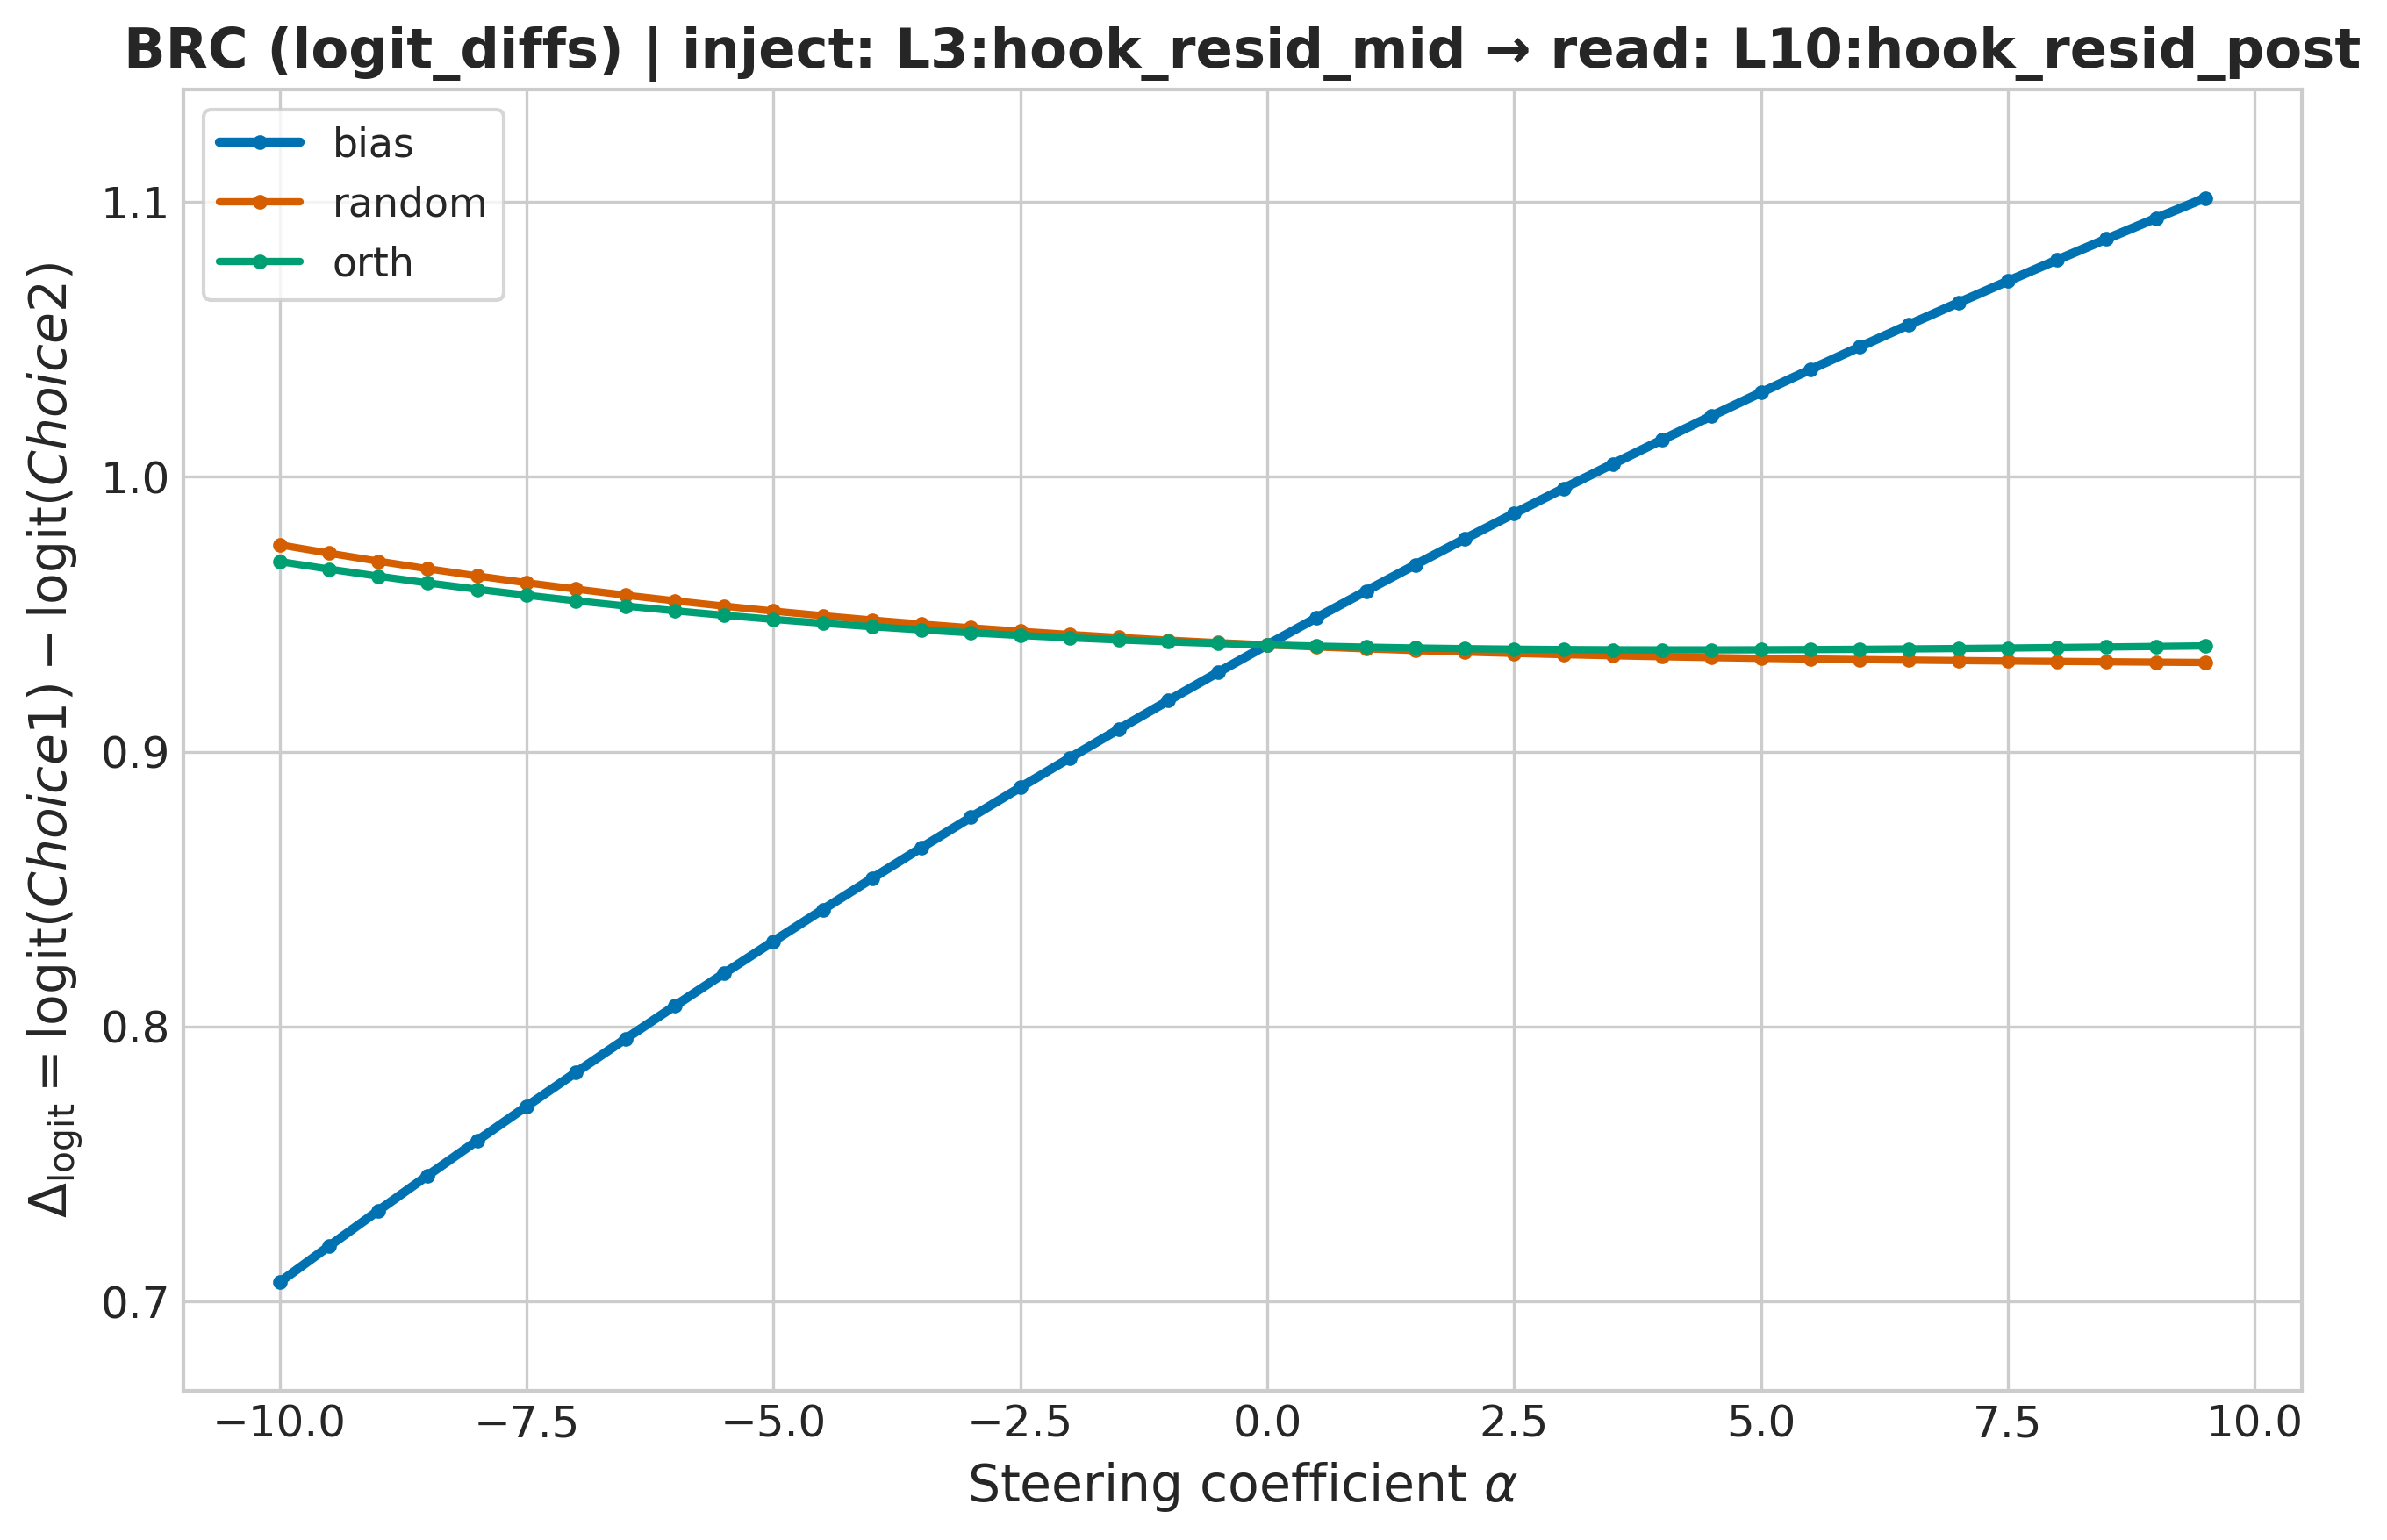 BRC (logit_diffs) | inject: L3:hook_resid_mid → read: L10:hook_resid_post
bias
random
orth
Δlogit = logit(Choice1) − logit(Choice2)
1.1
1.0
0.9
0.8
0.7
−10.0 −7.5 −5.0 −2.5 0.0 2.5 5.0 7.5 10.0
Steering coefficient α